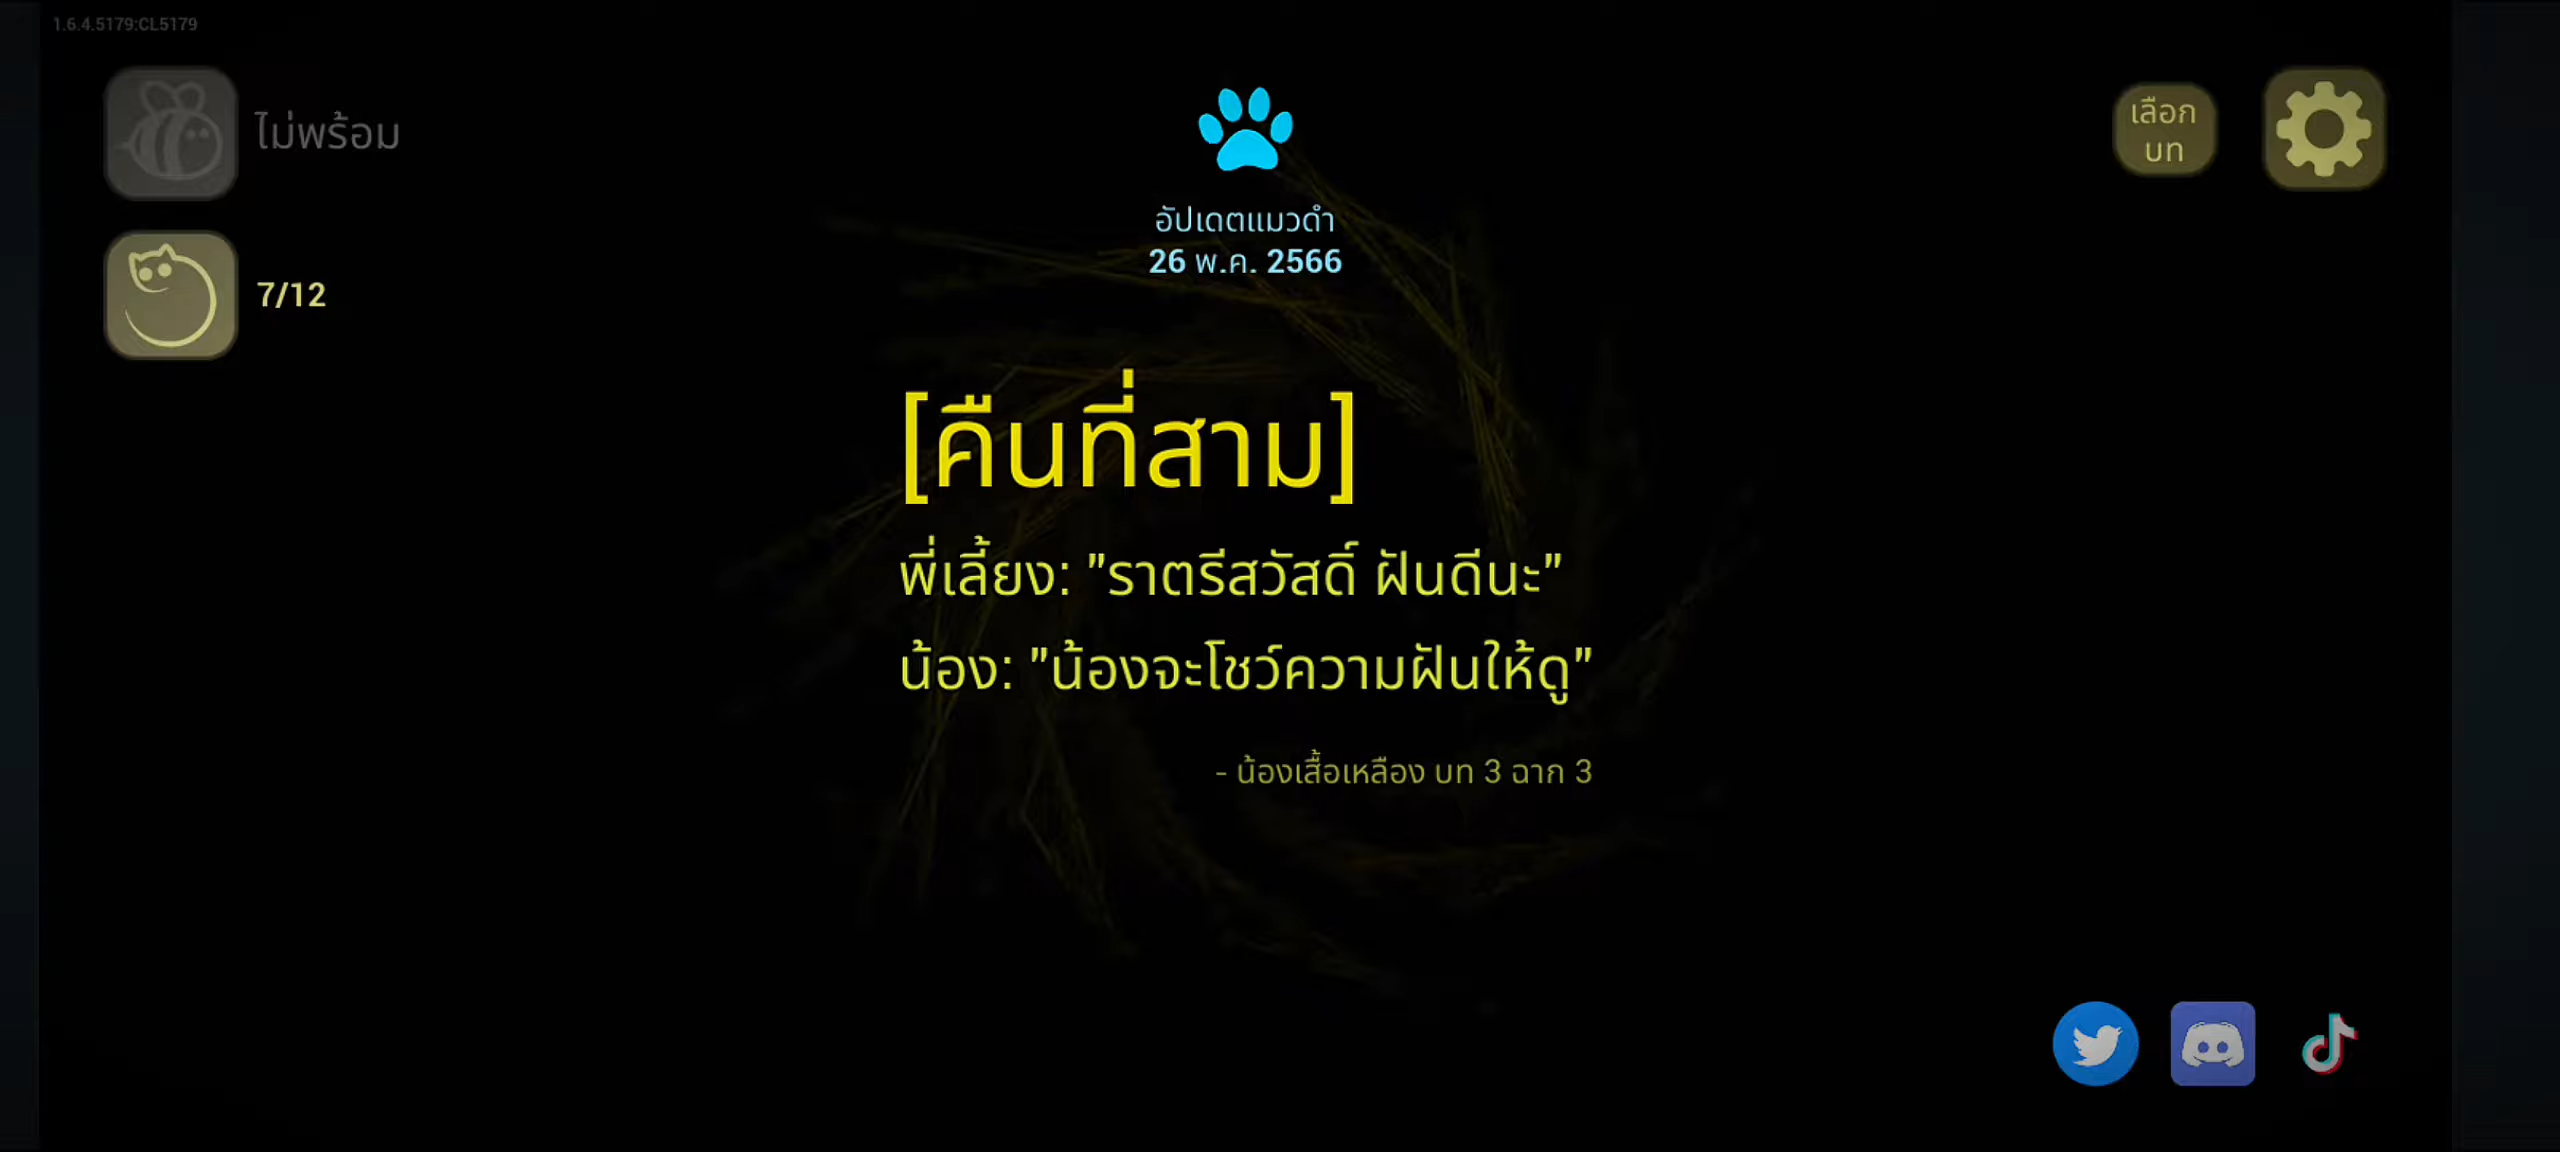 1.6.4.5179:CL5179
ไม่พร้อม
7/12
อัปเดตแมวดำ
26 พ.ค. 2566
เลือก
บท
[คืนที่สาม]
พี่เลี้ยง: "ราตรีสวัสดิ์ ฝันดีนะ"
น้อง: "น้องจะโชว์ความฝันให้ดู"
- น้องเสื้อเหลือง บท 3 ฉาก 3